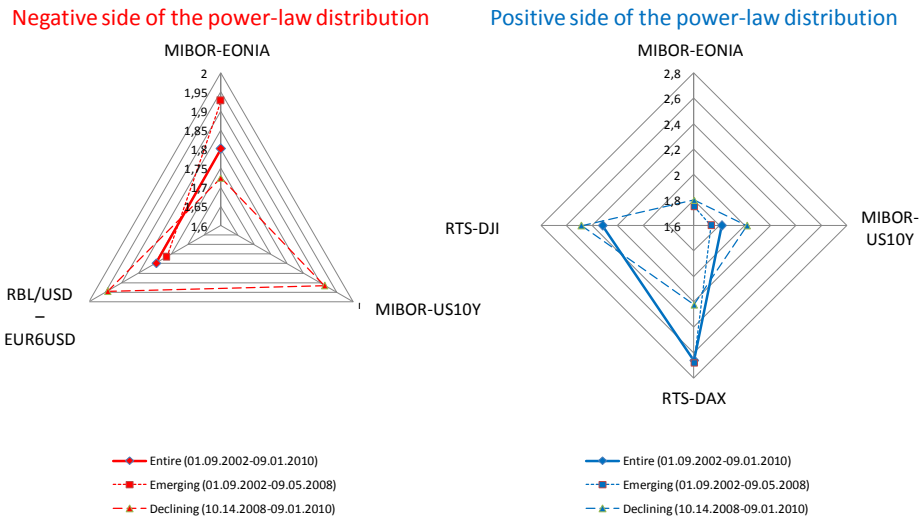 Negative side of the power-law distribution
MIBOR-EONIA
2
1,95
1,9
1,85
1,8
1,75
1,7
1,65
1,6
RBL/USD
–
EUR6USD
MIBOR-US10Y
Entire (01.09.2002-09.01.2010)
Emerging (01.09.2002-09.05.2008)
Declining (10.14.2008-09.01.2010)
Positive side of the power-law distribution
MIBOR-EONIA
2,8
2,6
2,4
2,2
2
1,8
1,6
RTS-DJI
MIBOR-
US10Y
RTS-DAX
Entire (01.09.2002-09.01.2010)
Emerging (01.09.2002-09.05.2008)
Declining (10.14.2008-09.01.2010)